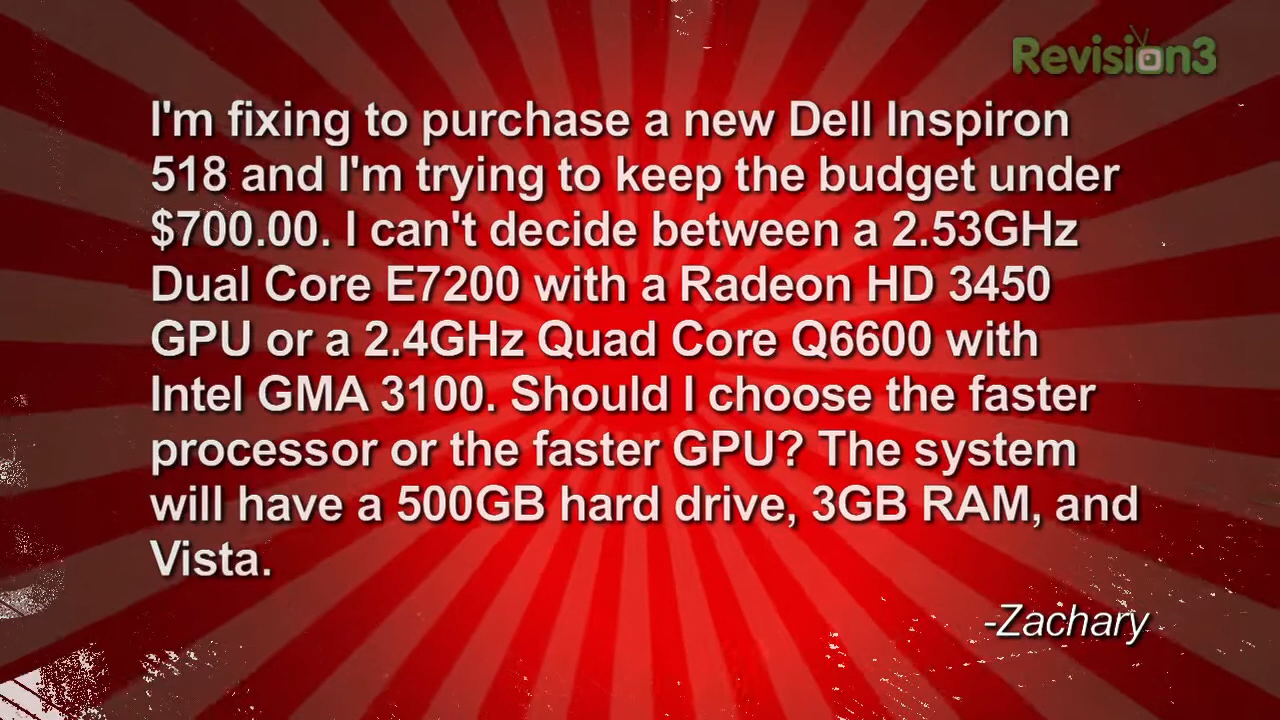 Revision3
I'm fixing to purchase a new Dell Inspiron
518 and I'm trying to keep the budget under
$700.00. I can't decide between a 2.53GHz
Dual Core E7200 with a Radeon HD 3450
GPU or a 2.4GHz Quad Core Q6600 with
Intel GMA 3100. Should I choose the faster
processor or the faster GPU? The system
will have a 500GB hard drive, 3GB RAM, and
Vista.
-Zachary